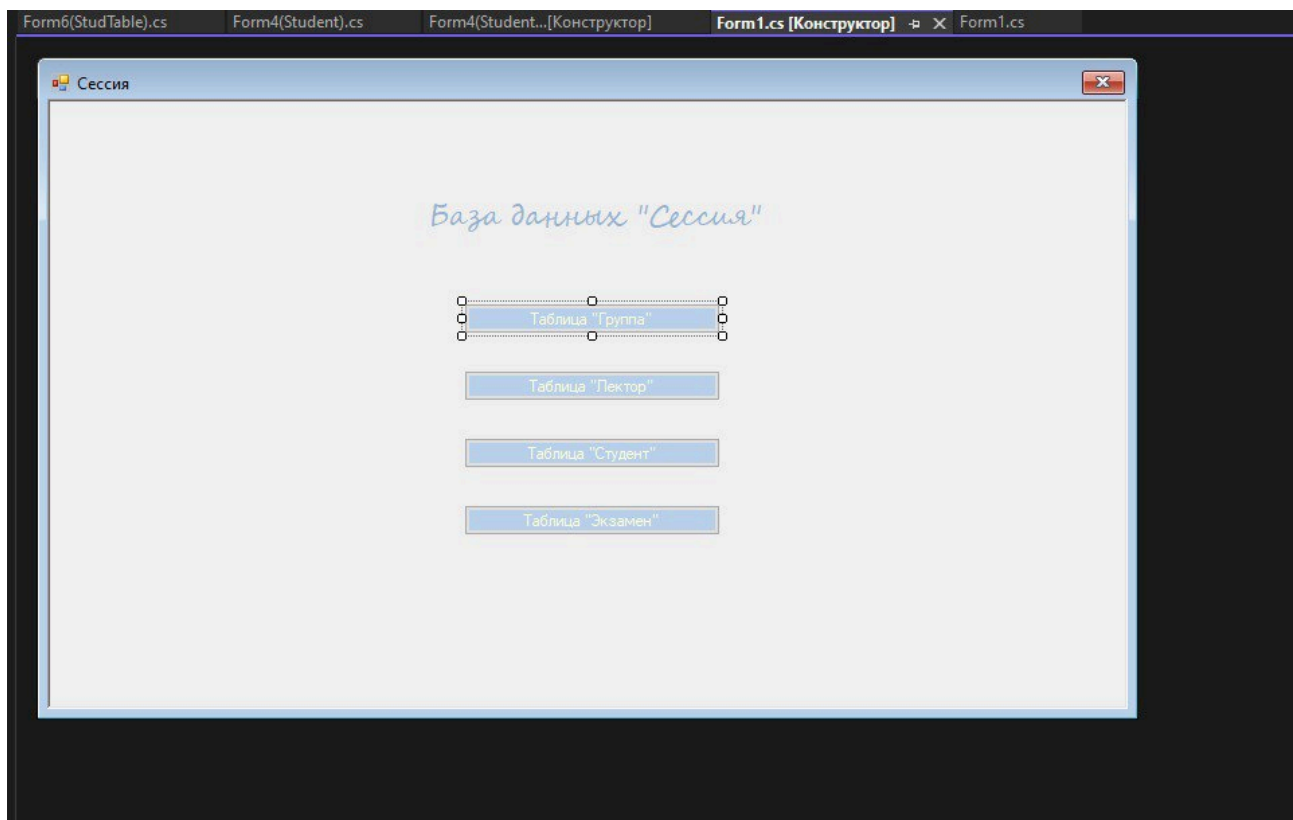 Form6(StudTable).cs Form4(Student).cs Form4(Student...[Конструктор] Form1.cs [Конструктор] Form1.cs
Сессия
База данных "Сессия"
Таблица "Группа"
Таблица "Лектор"
Таблица "Студент"
Таблица "Экзамен"